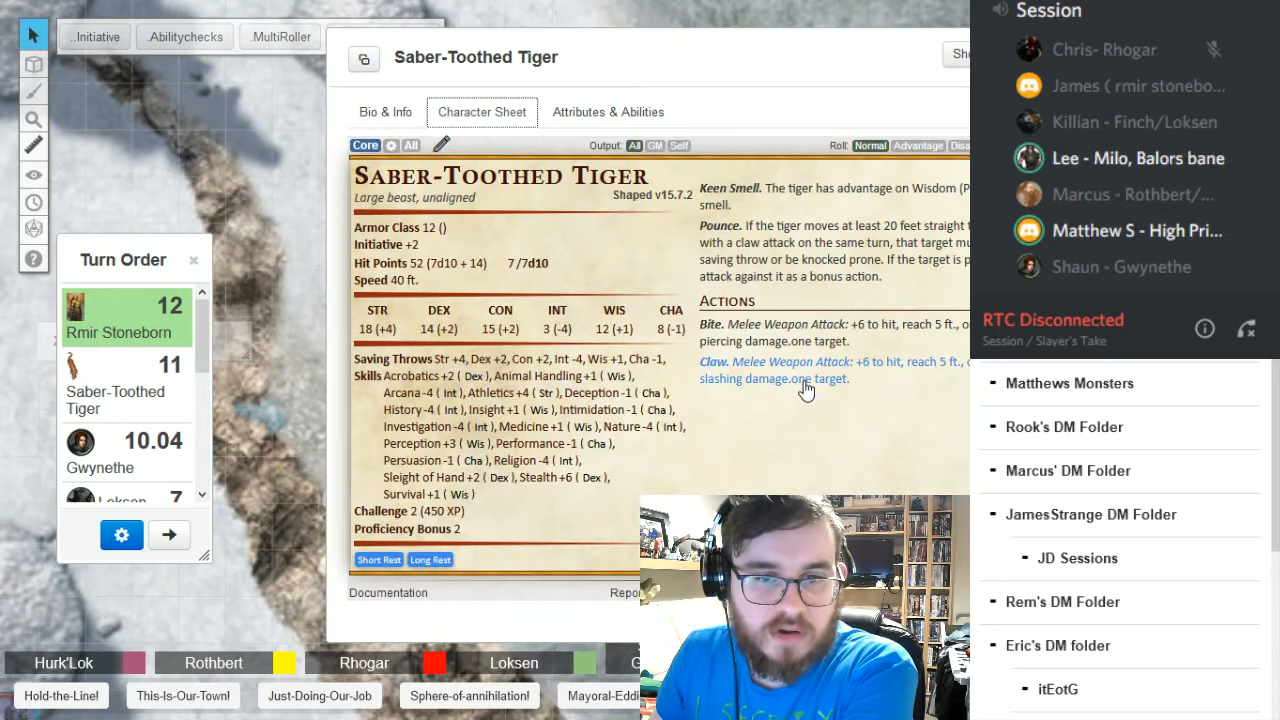 ..Initiative
.Abilitychecks
.MultiRoller
Session
Chris- Rhogar
James ( rmir stonebo...
Killian - Finch/Loksen
Lee - Milo, Balors bane
Marcus - Rothbert/...
Matthew S - High Pri...
Shaun - Gwynethe
RTC Disconnected
Session / Slayer's Take
Matthews Monsters
Rook's DM Folder
Marcus' DM Folder
JamesStrange DM Folder
JD Sessions
Rem's DM Folder
Eric's DM folder
itEotG
Saber-Toothed Tiger
Sho
Bio & Info
Character Sheet
Attributes & Abilities
Core
All
Output: All GM Self
Roll: Normal Advantage Disa
SABER-TOOTHED TIGER
Large beast, unaligned
Shaped v15.7.2
Armor Class 12 ()
Initiative +2
Hit Points 52 (7d10 + 14) 7 /7d10
Speed 40 ft.
STR DEX CON INT WIS CHA
18 (+4) 14 (+2) 15 (+2) 3 (-4) 12 (+1) 8 (-1)
Saving Throws Str +4, Dex +2, Con +2, Int -4, Wis +1, Cha -1,
Skills Acrobatics +2 ( Dex), Animal Handling +1 ( Wis),
Arcana -4 ( Int), Athletics +4 ( Str), Deception -1 ( Cha),
History -4 ( Int), Insight +1 ( Wis), Intimidation -1 ( Cha),
Investigation -4 ( Int), Medicine +1 ( Wis), Nature -4 ( Int),
Perception +3 ( Wis), Performance -1 ( Cha),
Persuasion -1 ( Cha), Religion -4 ( Int),
Sleight of Hand +2 ( Dex), Stealth +6 ( Dex),
Survival +1 ( Wis)
Challenge 2 (450 XP)
Proficiency Bonus 2
Short Rest
Long Rest
Keen Smell. The tiger has advantage on Wisdom (P
smell.
Pounce. If the tiger moves at least 20 feet straight t
with a claw attack on the same turn, that target mu
saving throw or be knocked prone. If the target is p
attack against it as a bonus action.
ACTIONS
Bite. Melee Weapon Attack: +6 to hit, reach 5 ft., o
piercing damage.one target.
Claw. Melee Weapon Attack: +6 to hit, reach 5 ft., o
slashing damage.one target.
Documentation
Repor
Turn Order
12
Rmir Stoneborn
11
Saber-Toothed
Tiger
10.04
Gwynethe
7
Loksen
Hurk'Lok
Rothbert
Rhogar
Loksen
G
Hold-the-Line!
This-Is-Our-Town!
Just-Doing-Our-Job
Sphere-of-annihilation!
Mayoral-Eddi